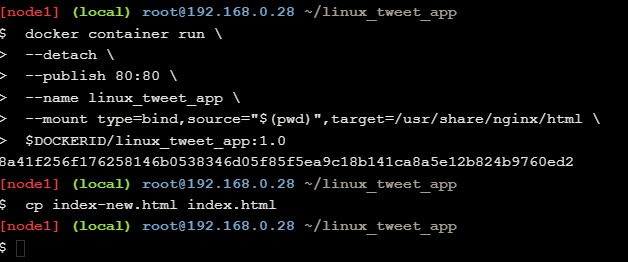 [node1] (local) root@192.168.0.28 ~/linux_tweet_app
$ docker container run \
> --detach \
> --publish 80:80 \
> --name linux_tweet_app \
> --mount type=bind,source="$(pwd)",target=/usr/share/nginx/html \
> $DOCKERID/linux_tweet_app:1.0
8a41f256f176258146b0538346d05f85f5ea9c18b141ca8a5e12b824b9760ed2
[node1] (local) root@192.168.0.28 ~/linux_tweet_app
$ cp index-new.html index.html
[node1] (local) root@192.168.0.28 ~/linux_tweet_app
$